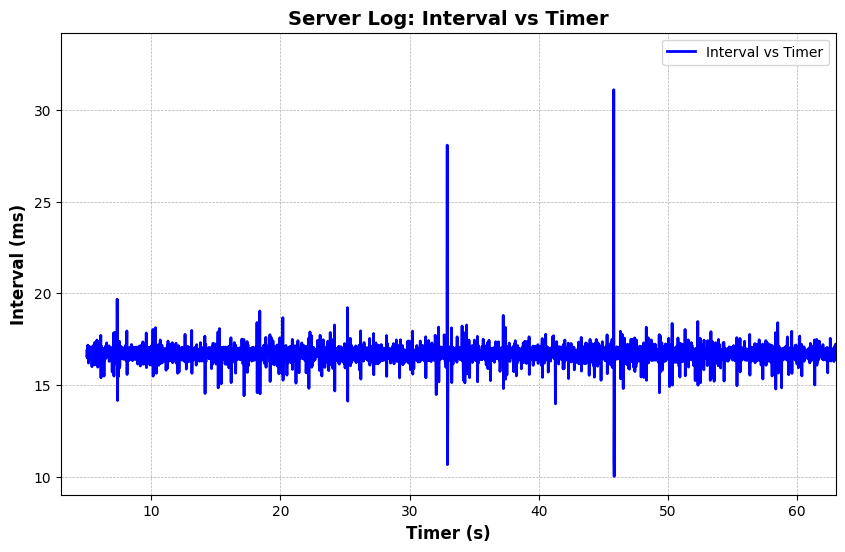 Server Log: Interval vs Timer
Interval vs Timer
30
25
20
15
10
Interval (ms)
10 20 30 40 50 60
Timer (s)